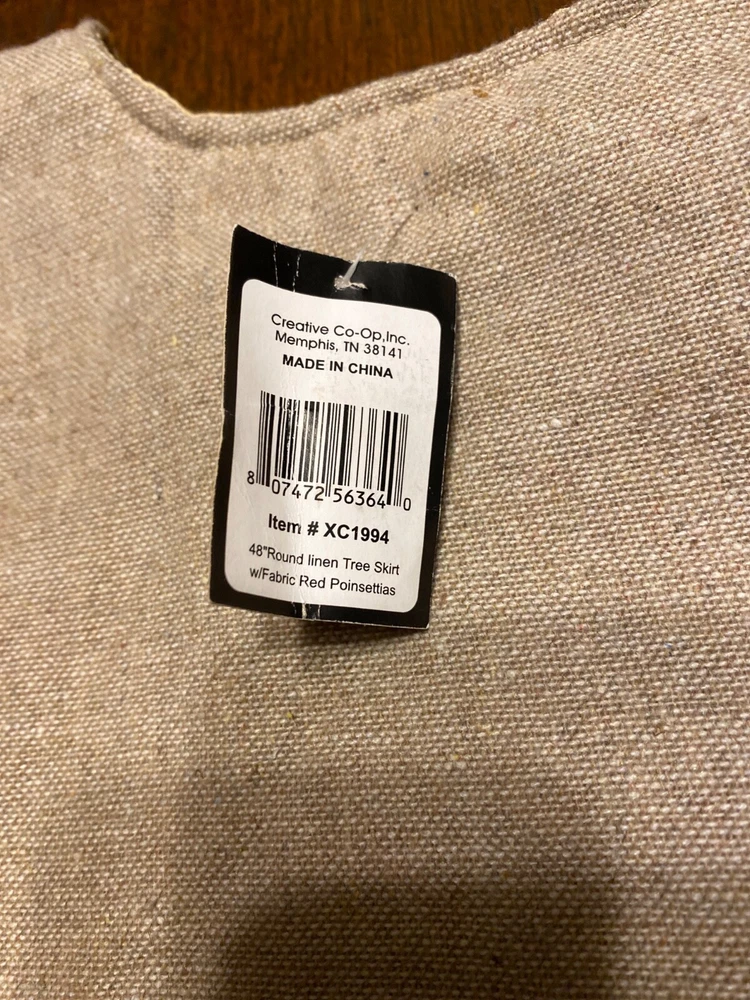 Creative Co-Op,Inc.
Memphis, TN 38141
MADE IN CHINA
8 07472 56364 0
Item # XC1994
48"Round linen Tree Skirt
w/Fabric Red Poinsettias